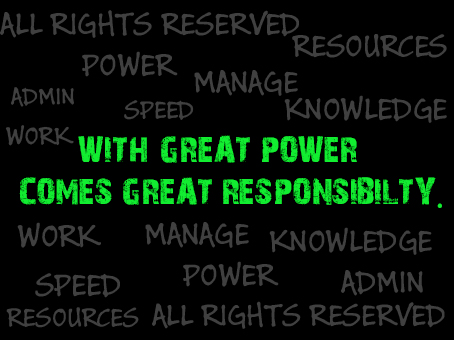 ALL RIGHTS RESERVED
RESOURCES
POWER
MANAGE
ADMIN
SPEED
KNOWLEDGE
WORK
WITH GREAT POWER
COMES GREAT RESPONSIBILTY.
WORK
MANAGE
KNOWLEDGE
SPEED
POWER
ADMIN
RESOURCES
ALL RIGHTS RESERVED